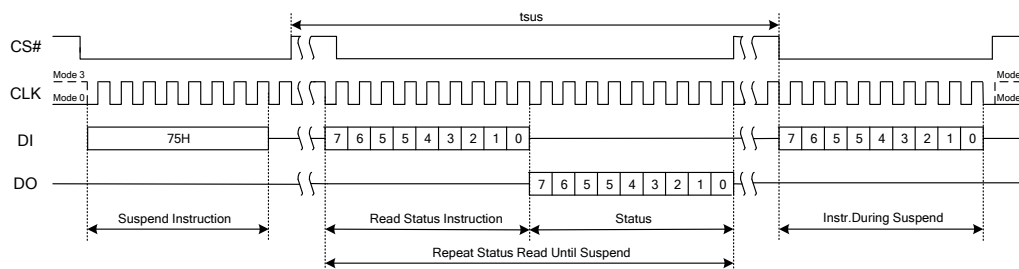 tsus
CS#
Mode 3
CLK
Mode 0
Mode
Mode
DI
75H
7 6 5 5 4 3 2 1 0
7 6 5 5 4 3 2 1 0
DO
7 6 5 5 4 3 2 1 0
Suspend Instruction
Read Status Instruction
Status
Instr.During Suspend
Repeat Status Read Until Suspend